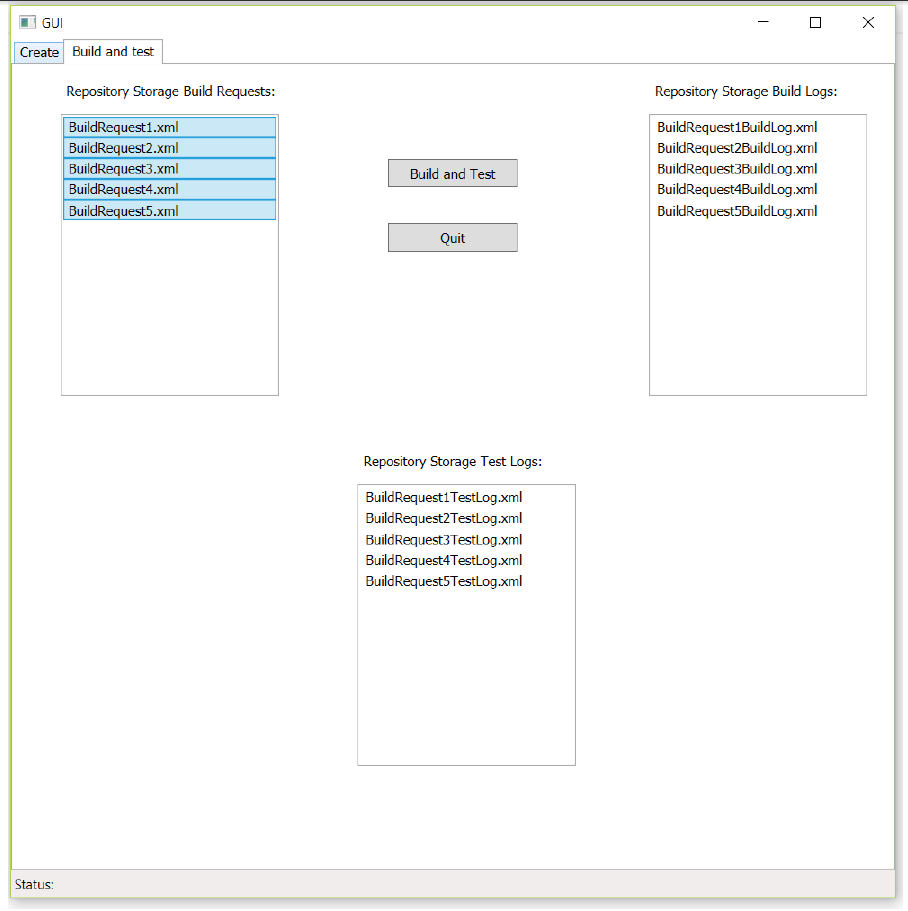 GUI
Create
Build and test
Repository Storage Build Requests:
BuildRequest1.xml
BuildRequest2.xml
BuildRequest3.xml
BuildRequest4.xml
BuildRequest5.xml
Build and Test
Quit
Repository Storage Build Logs:
BuildRequest1BuildLog.xml
BuildRequest2BuildLog.xml
BuildRequest3BuildLog.xml
BuildRequest4BuildLog.xml
BuildRequest5BuildLog.xml
Repository Storage Test Logs:
BuildRequest1TestLog.xml
BuildRequest2TestLog.xml
BuildRequest3TestLog.xml
BuildRequest4TestLog.xml
BuildRequest5TestLog.xml
Status: